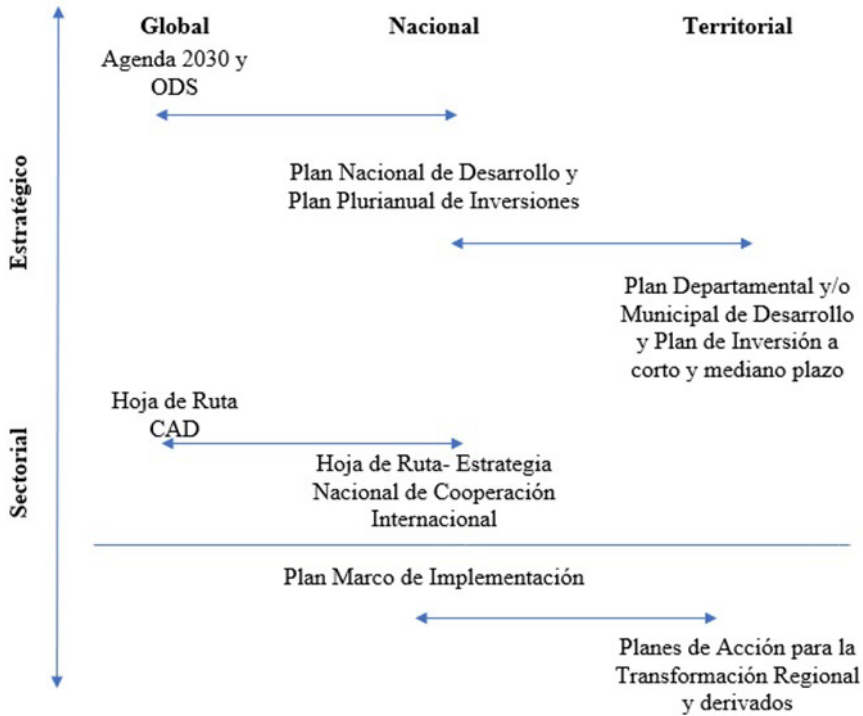 Global Nacional Territorial
Agenda 2030 y
ODS
Estratégico
Plan Nacional de Desarrollo y
Plan Plurianual de Inversiones
Plan Departamental y/o
Municipal de Desarrollo
y Plan de Inversión a
corto y mediano plazo
Sectorial
Hoja de Ruta
CAD
Hoja de Ruta- Estrategia
Nacional de Cooperación
Internacional
Plan Marco de Implementación
Planes de Acción para la
Transformación Regional
y derivados